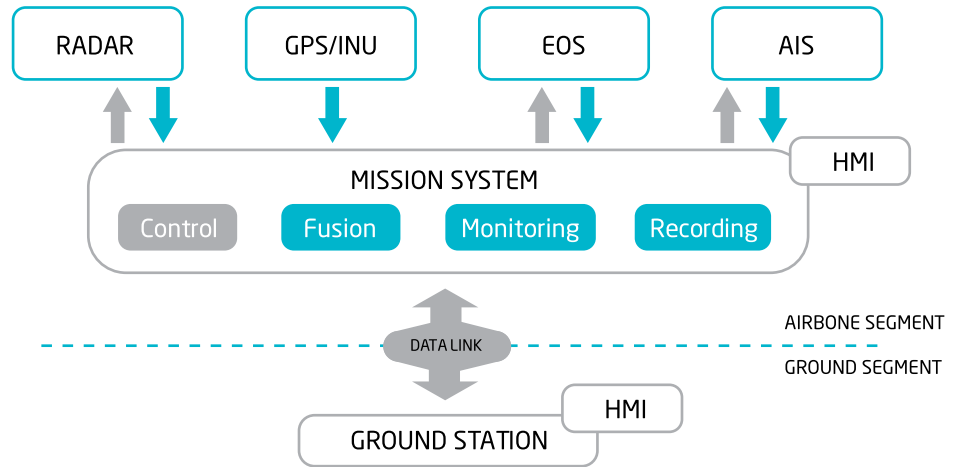 RADAR
GPS/INU
EOS
AIS
HMI
MISSION SYSTEM
Control
Fusion
Monitoring
Recording
AIRBONE SEGMENT
DATA LINK
GROUND SEGMENT
HMI
GROUND STATION